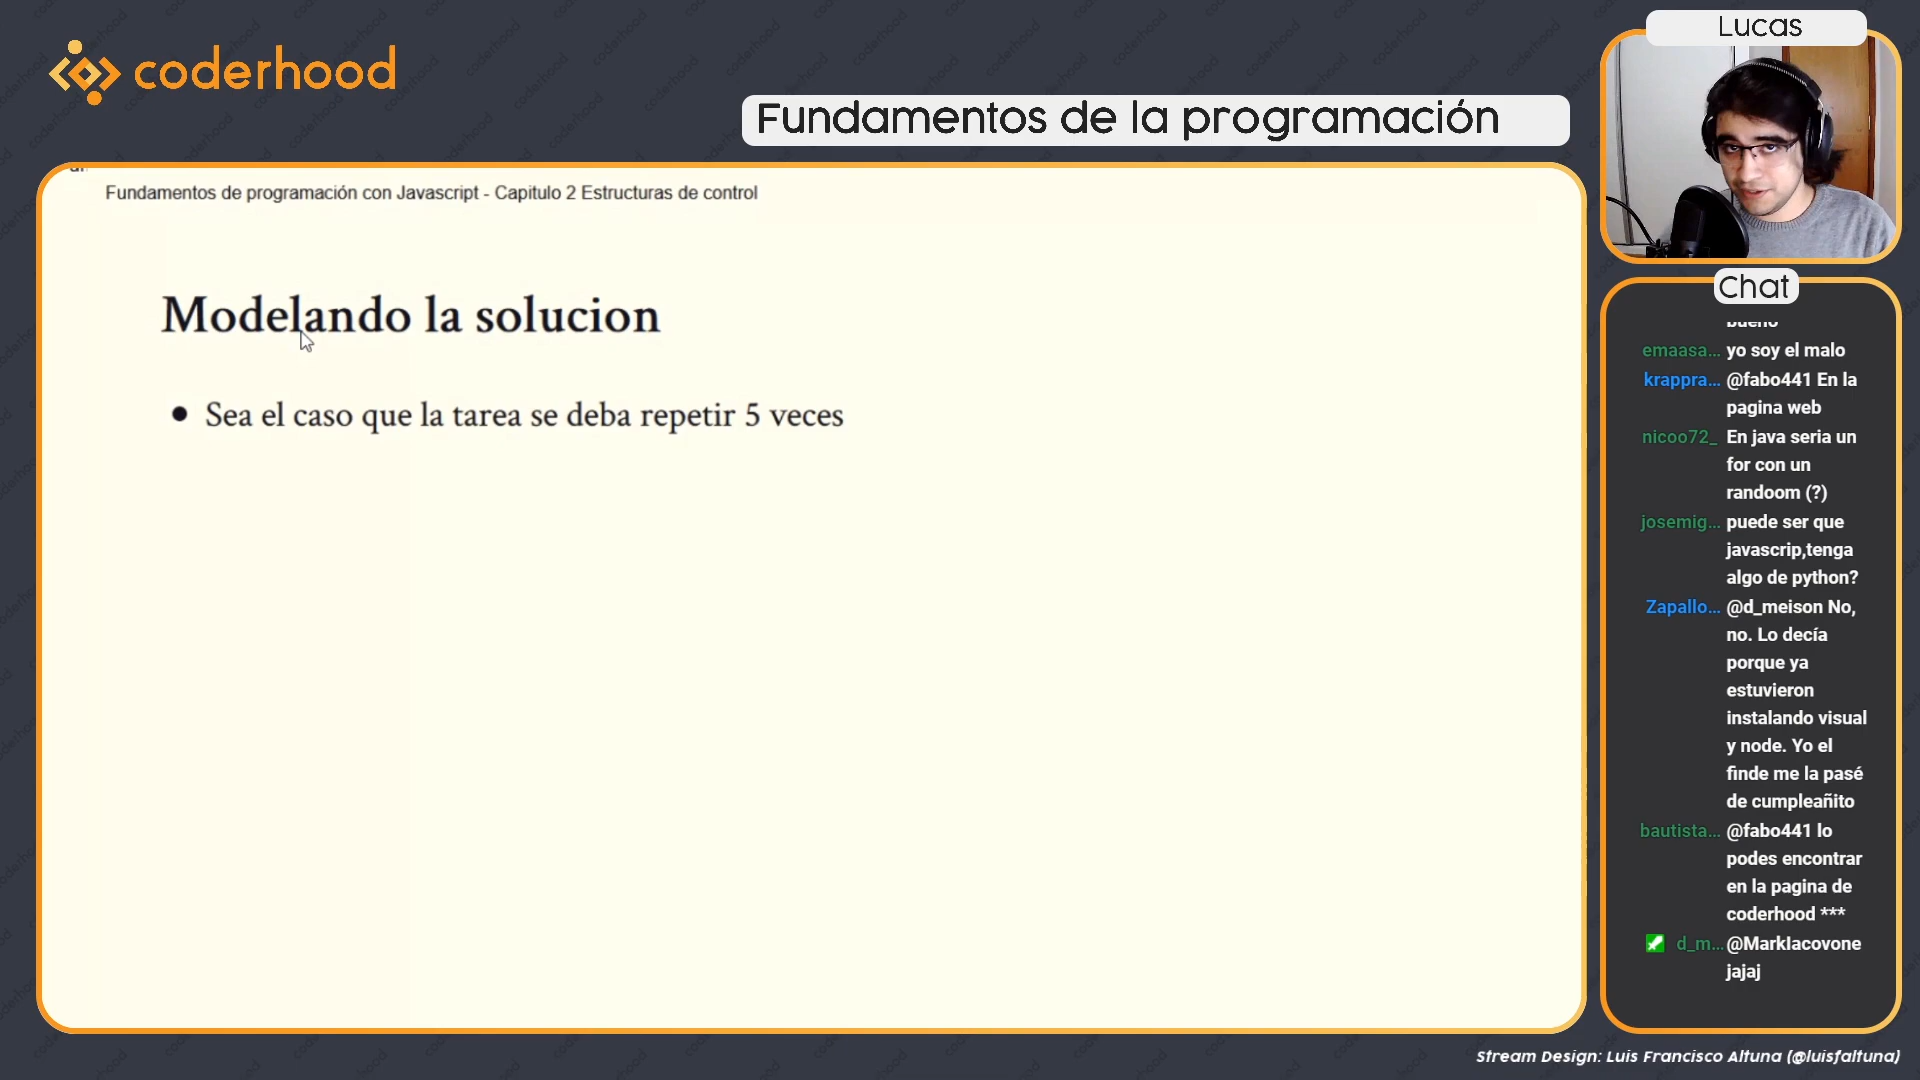 coderhood
Fundamentos de la programación
Lucas
Fundamentos de programación con Javascript - Capitulo 2 Estructuras de control
Modelando la solucion
• Sea el caso que la tarea se deba repetir 5 veces
Chat
bueno
emaasa... yo soy el malo
krappra... @fabo441 En la
pagina web
nicoo72_ En java seria un
for con un
randoom (?)
josemig... puede ser que
javascrip,tenga
algo de python?
Zapallo... @d_meison No,
no. Lo decía
porque ya
estuvieron
instalando visual
y node. Yo el
finde me la pasé
de cumpleañito
bautista... @fabo441 lo
podes encontrar
en la pagina de
coderhood ***
d_m... @MarkIacovone
jajaj
Stream Design: Luis Francisco Altuna (@luisfaltuna)